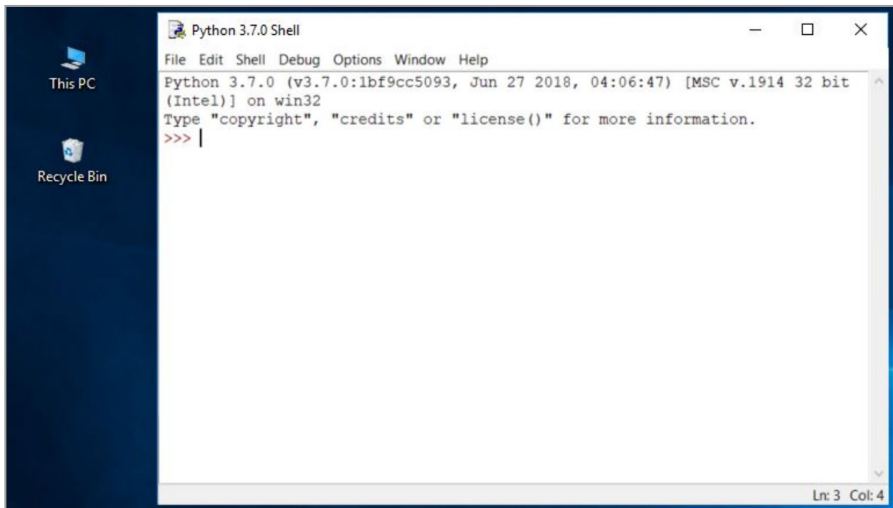 Python 3.7.0 Shell
File Edit Shell Debug Options Window Help
Python 3.7.0 (v3.7.0:1bf9cc5093, Jun 27 2018, 04:06:47) [MSC v.1914 32 bit
(Intel)] on win32
Type "copyright", "credits" or "license()" for more information.
>>>
This PC
Recycle Bin
Ln: 3 Col: 4